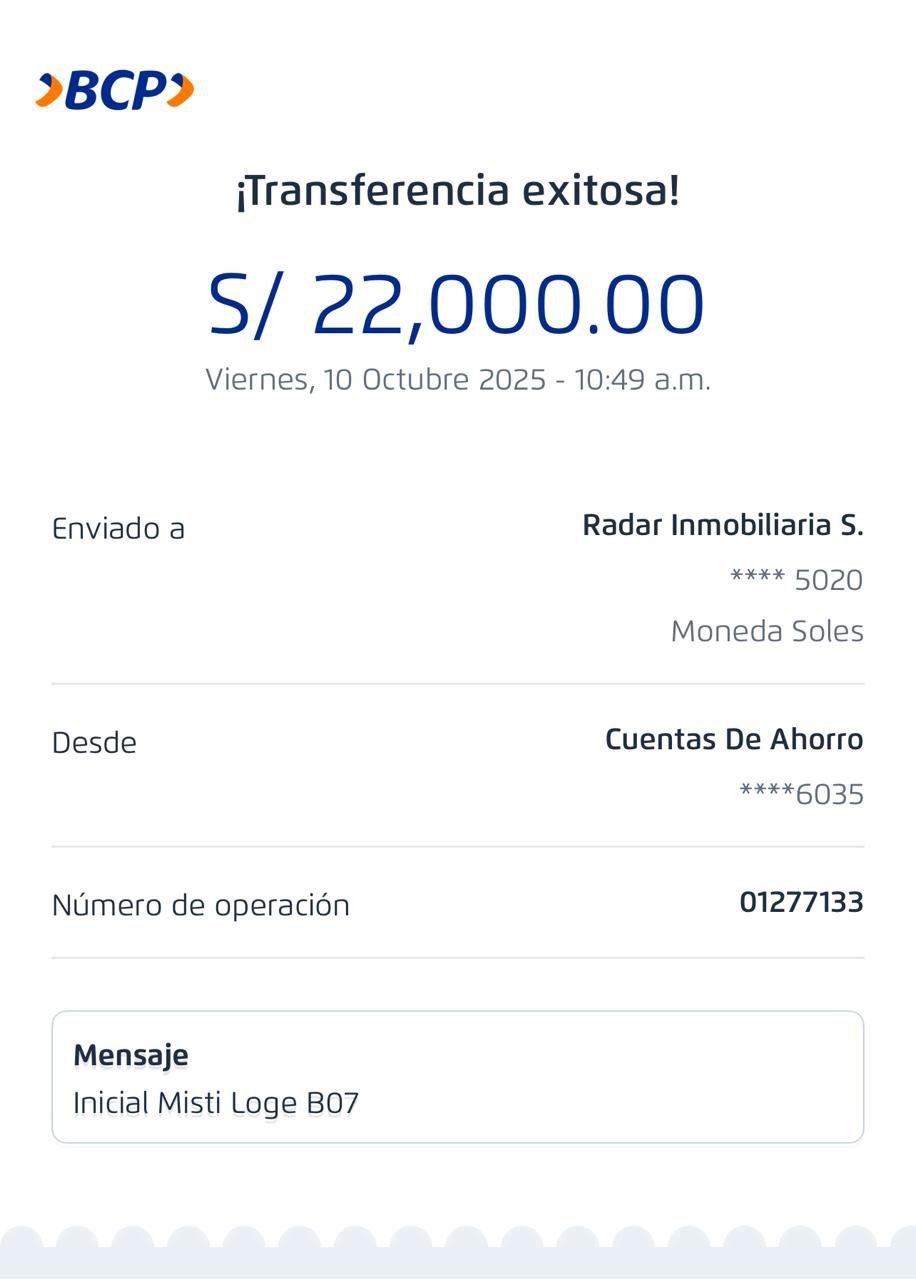 BCP
¡Transferencia exitosa!
S/ 22,000.00
Viernes, 10 Octubre 2025 - 10:49 a.m.
Enviado a
Radar Inmobiliaria S.
**** 5020
Moneda Soles
Desde
Cuentas De Ahorro
****6035
Número de operación
01277133
Mensaje
Inicial Misti Loge B07